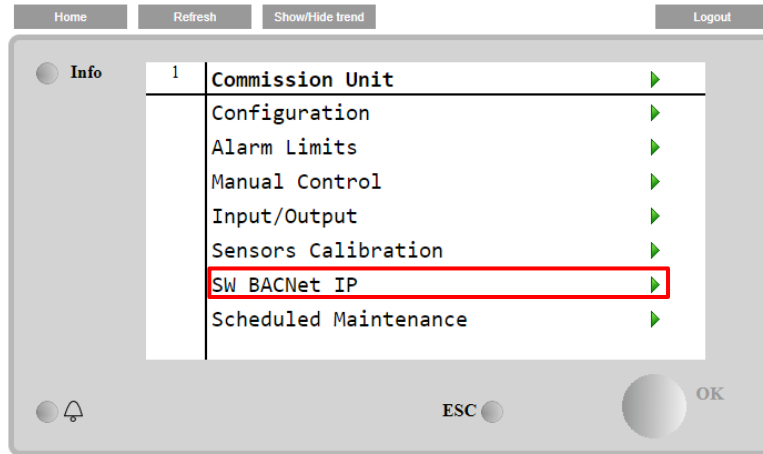 Home Refresh Show/Hide trend Logout
Info
1 Commission Unit
Configuration
Alarm Limits
Manual Control
Input/Output
Sensors Calibration
SW BACNet IP
Scheduled Maintenance
OK
ESC